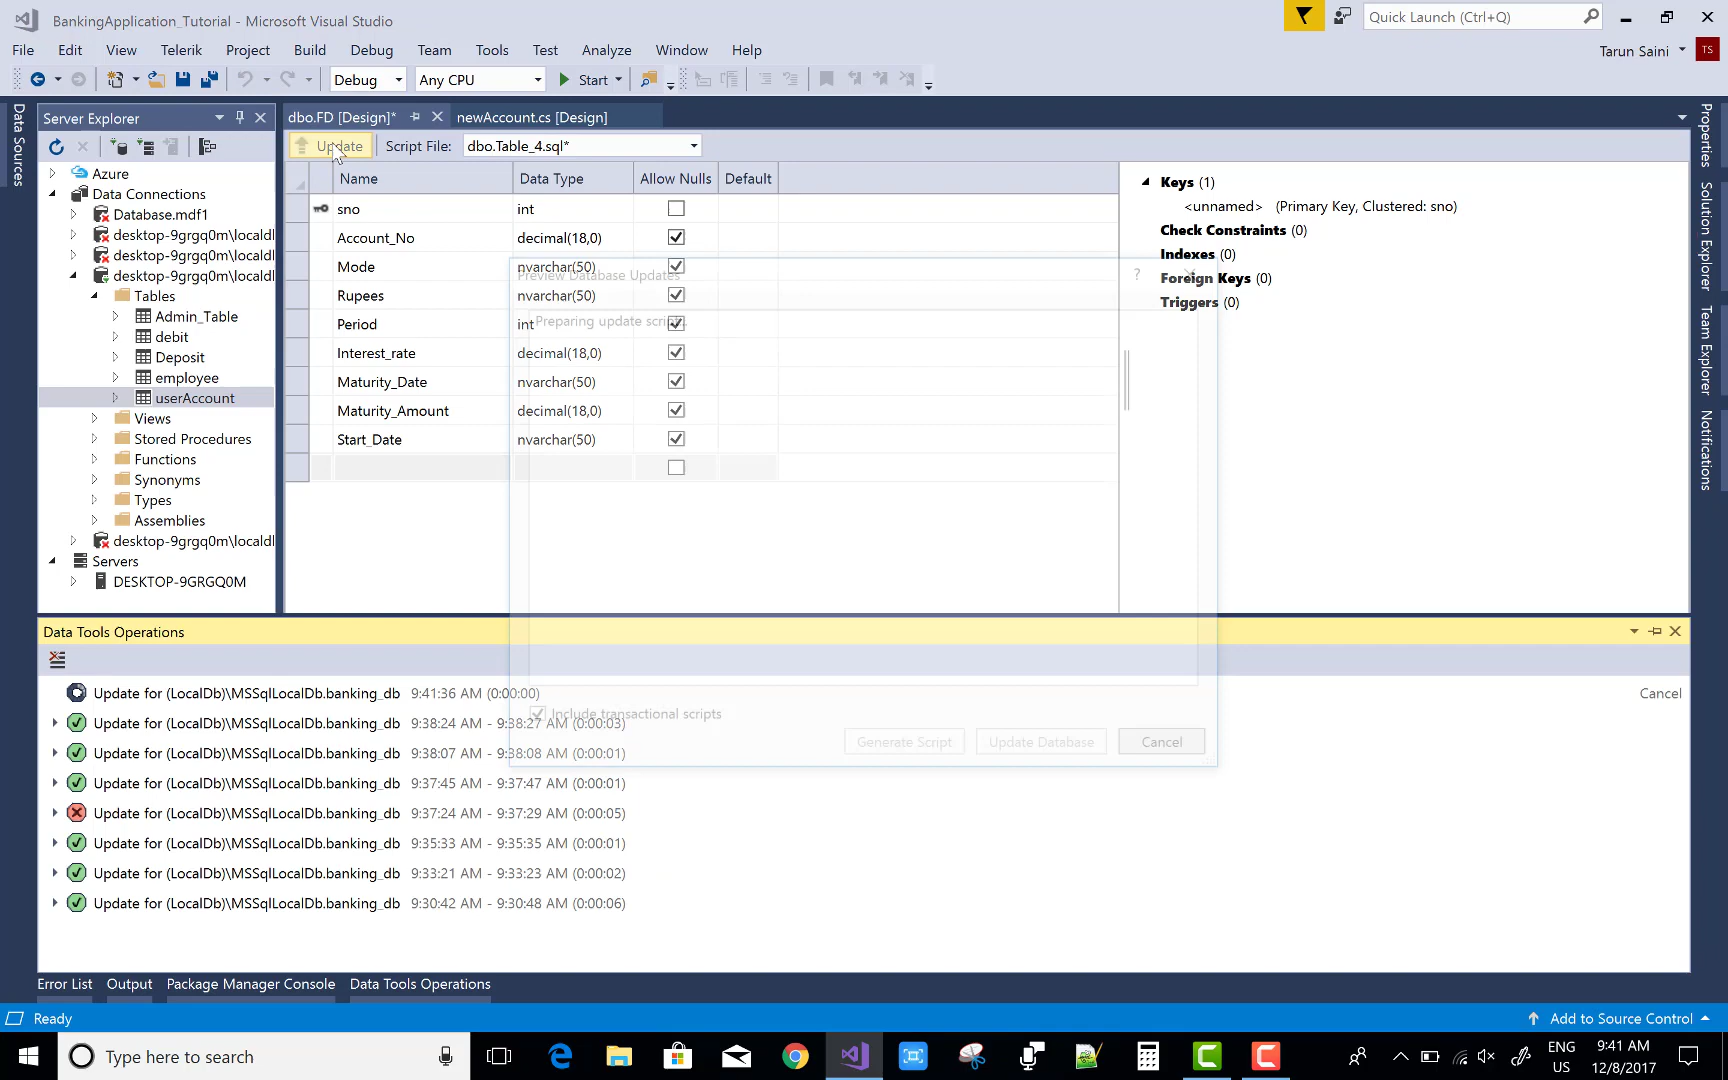 BankingApplication_Tutorial - Microsoft Visual Studio
Quick Launch (Ctrl+Q)
File Edit View Telerik Project Build Debug Team Tools Test Analyze Window Help
Tarun Saini TS
Debug Any CPU Start
Data Sources
Server Explorer
Azure
Data Connections
Database.mdf1
desktop-9grgq0m\localdl
desktop-9grgq0m\localdl
desktop-9grgq0m\localdl
Tables
Admin_Table
debit
Deposit
employee
userAccount
Views
Stored Procedures
Functions
Synonyms
Types
Assemblies
desktop-9grgq0m\localdl
Servers
DESKTOP-9GRGQ0M
dbo.FD [Design]* newAccount.cs [Design]
Update Script File: dbo.Table_4.sql*
Name Data Type Allow Nulls Default
sno int
Account_No decimal(18,0)
Mode nvarchar(50)
Rupees nvarchar(50)
Period int
Interest_rate decimal(18,0)
Maturity_Date nvarchar(50)
Maturity_Amount decimal(18,0)
Start_Date nvarchar(50)
Keys (1)
<unnamed> (Primary Key, Clustered: sno)
Check Constraints (0)
Indexes (0)
Foreign Keys (0)
Triggers (0)
Preview Database Updates
?
Preparing update script...
Include transactional scripts
Generate Script Update Database Cancel
Properties
Solution Explorer
Team Explorer
Notifications
Data Tools Operations
Update for (LocalDb)\MSSqlLocalDb.banking_db 9:41:36 AM (0:00:00) Cancel
Update for (LocalDb)\MSSqlLocalDb.banking_db 9:38:24 AM - 9:38:27 AM (0:00:03)
Update for (LocalDb)\MSSqlLocalDb.banking_db 9:38:07 AM - 9:38:08 AM (0:00:01)
Update for (LocalDb)\MSSqlLocalDb.banking_db 9:37:45 AM - 9:37:47 AM (0:00:01)
Update for (LocalDb)\MSSqlLocalDb.banking_db 9:37:24 AM - 9:37:29 AM (0:00:05)
Update for (LocalDb)\MSSqlLocalDb.banking_db 9:35:33 AM - 9:35:35 AM (0:00:01)
Update for (LocalDb)\MSSqlLocalDb.banking_db 9:33:21 AM - 9:33:23 AM (0:00:02)
Update for (LocalDb)\MSSqlLocalDb.banking_db 9:30:42 AM - 9:30:48 AM (0:00:06)
Error List Output Package Manager Console Data Tools Operations
Ready Add to Source Control
Type here to search
ENG
US
9:41 AM
12/8/2017